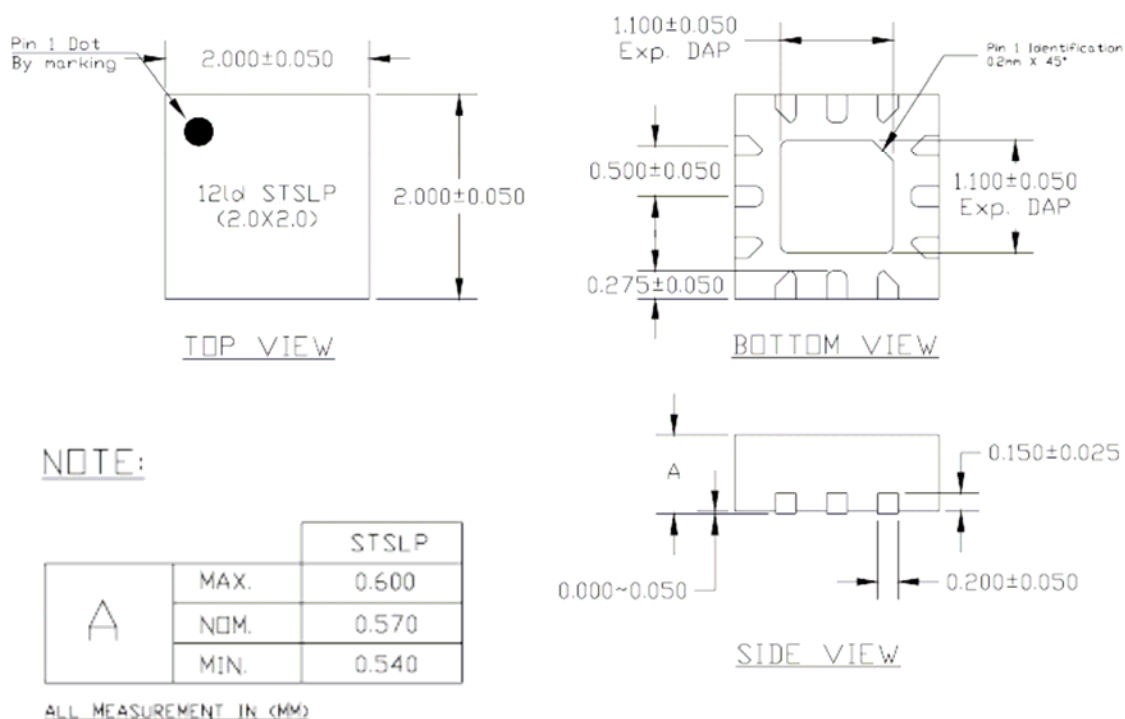 Pin 1 Dot
By marking
2.000±0.050
12ld STSLP
(2.0X2.0)
2.000±0.050
TOP VIEW
1.100±0.050
Exp. DAP
Pin 1 Identification
0.2mm X 45°
0.500±0.050
1.100±0.050
Exp. DAP
0.275±0.050
BOTTOM VIEW
NOTE:
STSLP
A
MAX.
0.600
NOM.
0.570
MIN.
0.540
ALL MEASUREMENT IN (MM)
A
0.150±0.025
0.000~0.050
0.200±0.050
SIDE VIEW